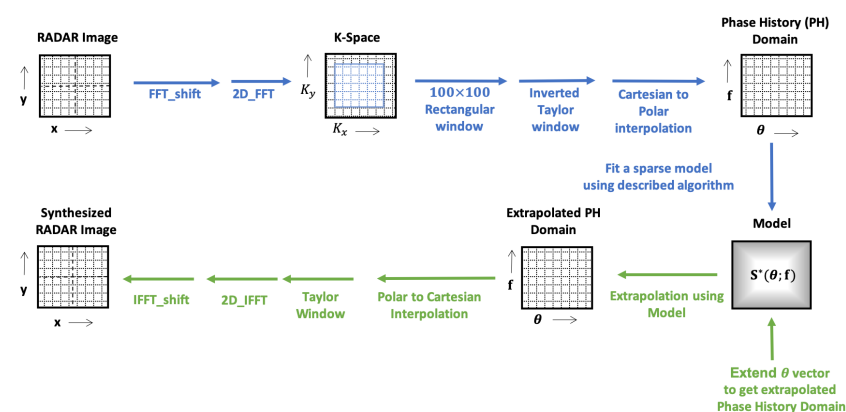 RADAR Image
y
x
FFT_shift
2D_FFT
K-Space
K_y
K_x
100×100
Rectangular
window
Inverted
Taylor
window
Cartesian to
Polar
interpolation
Phase History (PH)
Domain
f
θ
Fit a sparse model
using described algorithm
Model
S*(θ; f)
Extend θ vector
to get extrapolated
Phase History Domain
Extrapolation using
Model
Extrapolated PH
Domain
f
θ
Polar to Cartesian
Interpolation
Taylor
Window
2D_IFFT
IFFT_shift
Synthesized
RADAR Image
y
x